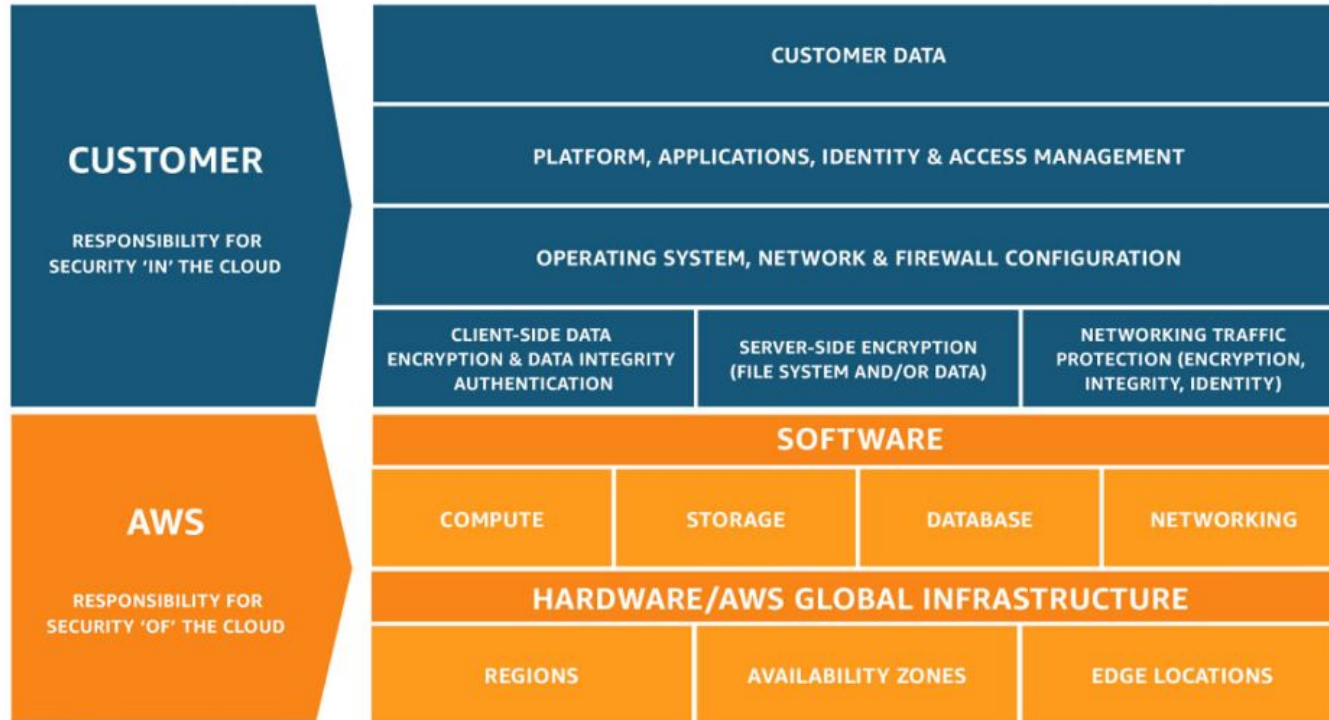 CUSTOMER
RESPONSIBILITY FOR
SECURITY ‘IN’ THE CLOUD
CUSTOMER DATA
PLATFORM, APPLICATIONS, IDENTITY & ACCESS MANAGEMENT
OPERATING SYSTEM, NETWORK & FIREWALL CONFIGURATION
CLIENT-SIDE DATA
ENCRYPTION & DATA INTEGRITY
AUTHENTICATION
SERVER-SIDE ENCRYPTION
(FILE SYSTEM AND/OR DATA)
NETWORKING TRAFFIC
PROTECTION (ENCRYPTION,
INTEGRITY, IDENTITY)
AWS
RESPONSIBILITY FOR
SECURITY ‘OF’ THE CLOUD
SOFTWARE
COMPUTE
STORAGE
DATABASE
NETWORKING
HARDWARE/AWS GLOBAL INFRASTRUCTURE
REGIONS
AVAILABILITY ZONES
EDGE LOCATIONS